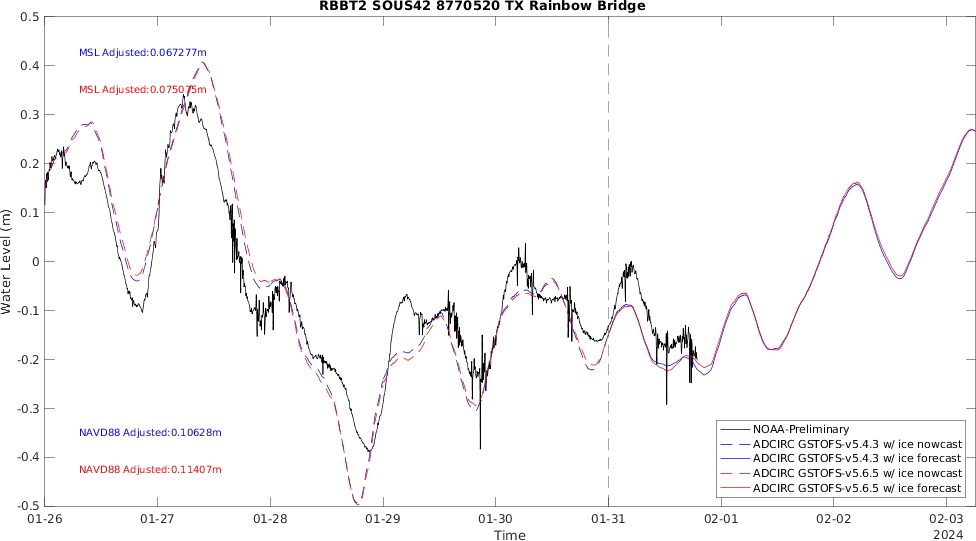 RBBT2 SOUS42 8770520 TX Rainbow Bridge
0.5
0.4
0.3
0.2
0.1
0
-0.1
-0.2
-0.3
-0.4
-0.5
Water Level (m)
MSL Adjusted:0.067277m
MSL Adjusted:0.075075m
NAVD88 Adjusted:0.10628m
NAVD88 Adjusted:0.11407m
NOAA-Preliminary
ADCIRC GSTOFS-v5.4.3 w/ ice nowcast
ADCIRC GSTOFS-v5.4.3 w/ ice forecast
ADCIRC GSTOFS-v5.6.5 w/ ice nowcast
ADCIRC GSTOFS-v5.6.5 w/ ice forecast
01-26 01-27 01-28 01-29 01-30 01-31 02-01 02-02 02-03
Time
2024